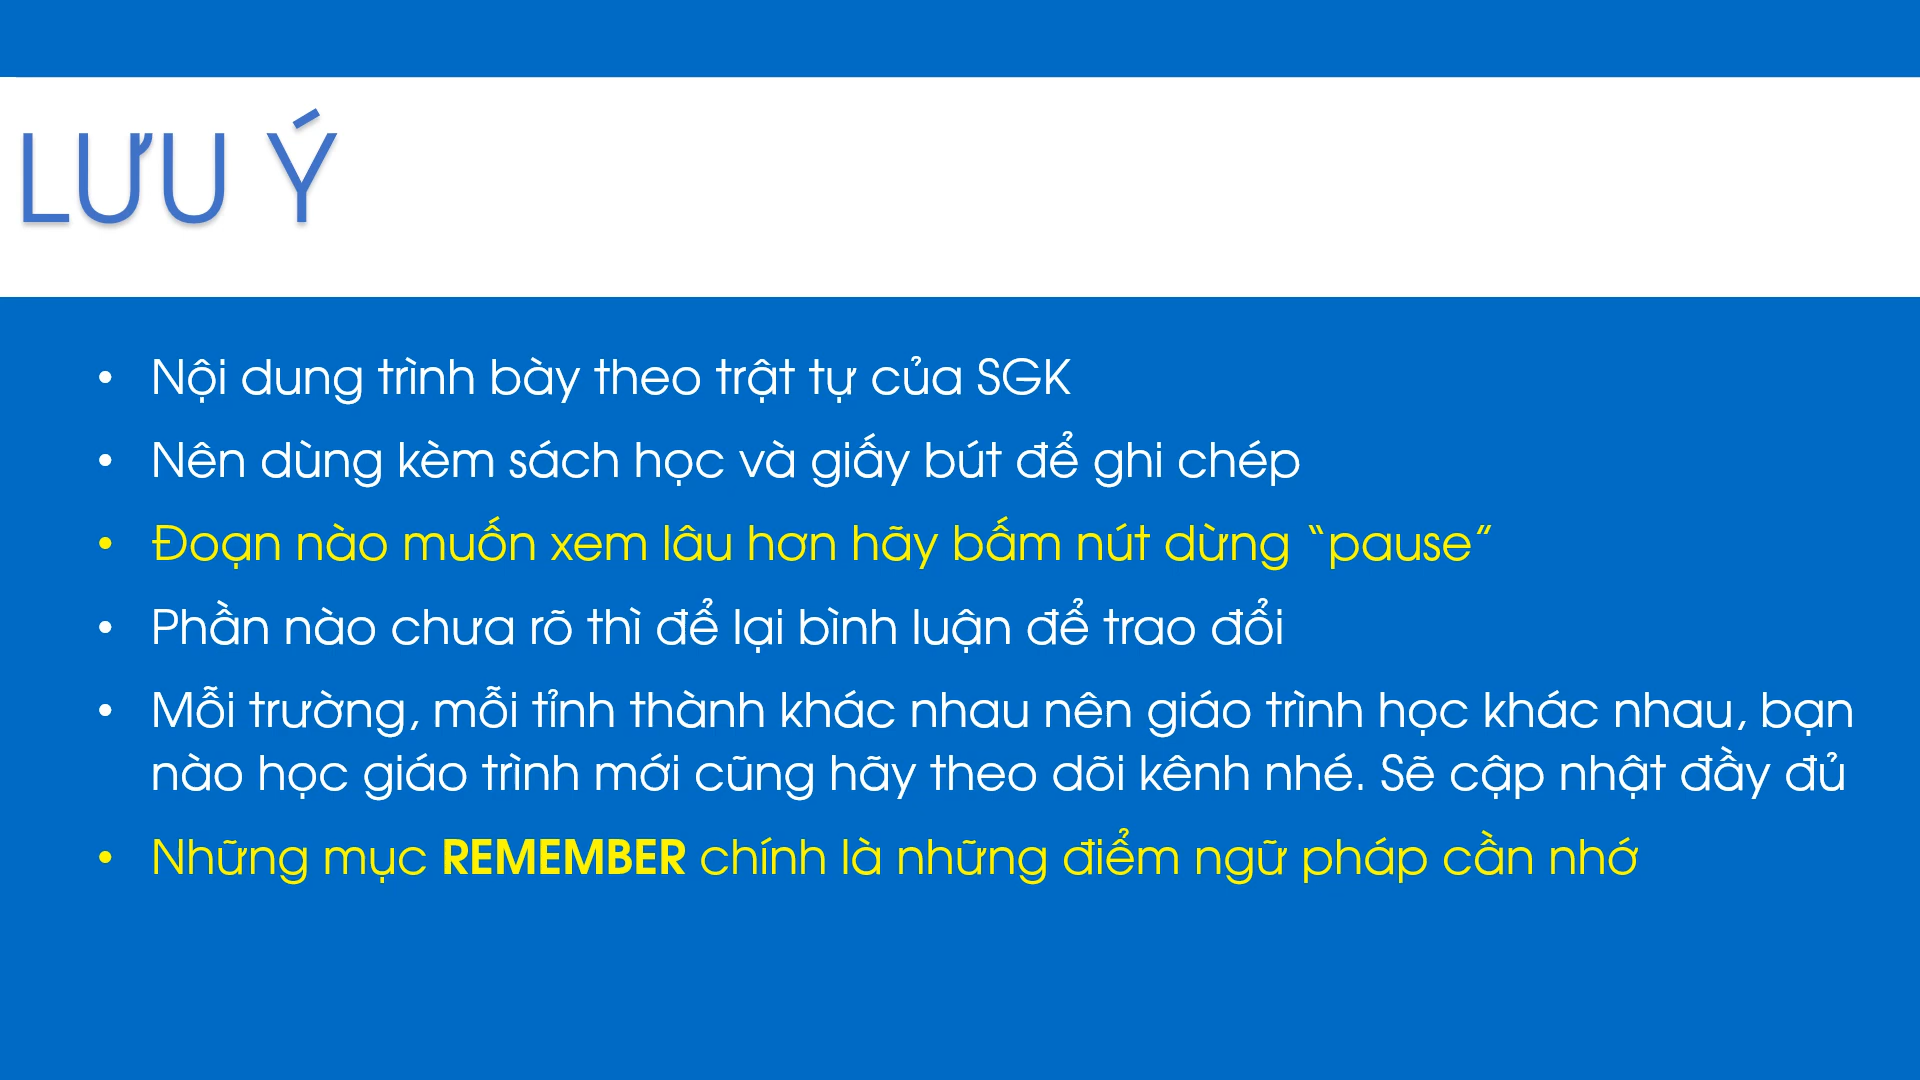 LƯU Ý
• Nội dung trình bày theo trật tự của SGK
• Nên dùng kèm sách học và giấy bút để ghi chép
• Đoạn nào muốn xem lâu hơn hãy bấm nút dừng “pause”
• Phần nào chưa rõ thì để lại bình luận để trao đổi
• Mỗi trường, mỗi tỉnh thành khác nhau nên giáo trình học khác nhau, bạn
nào học giáo trình mới cũng hãy theo dõi kênh nhé. Sẽ cập nhật đầy đủ
• Những mục REMEMBER chính là những điểm ngữ pháp cần nhớ